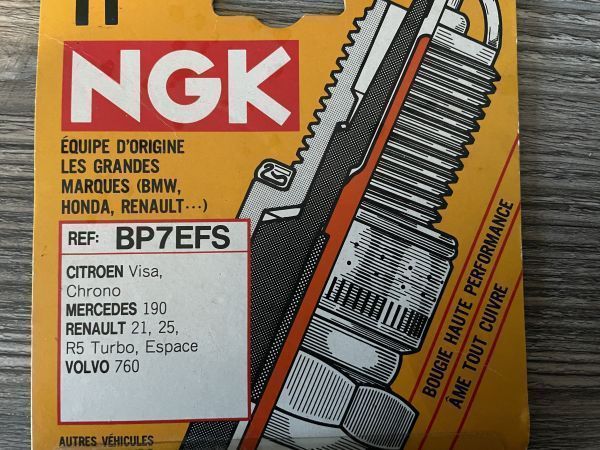 NGK
ÉQUIPE D'ORIGINE
LES GRANDES
MARQUES (BMW,
HONDA, RENAULT...)
REF: BP7EFS
CITROEN Visa,
Chrono
MERCEDES 190
RENAULT 21, 25,
R5 Turbo, Espace
VOLVO 760
AUTRES VÉHICULES
BOUGIE HAUTE PERFORMANCE
ÂME TOUT CUIVRE